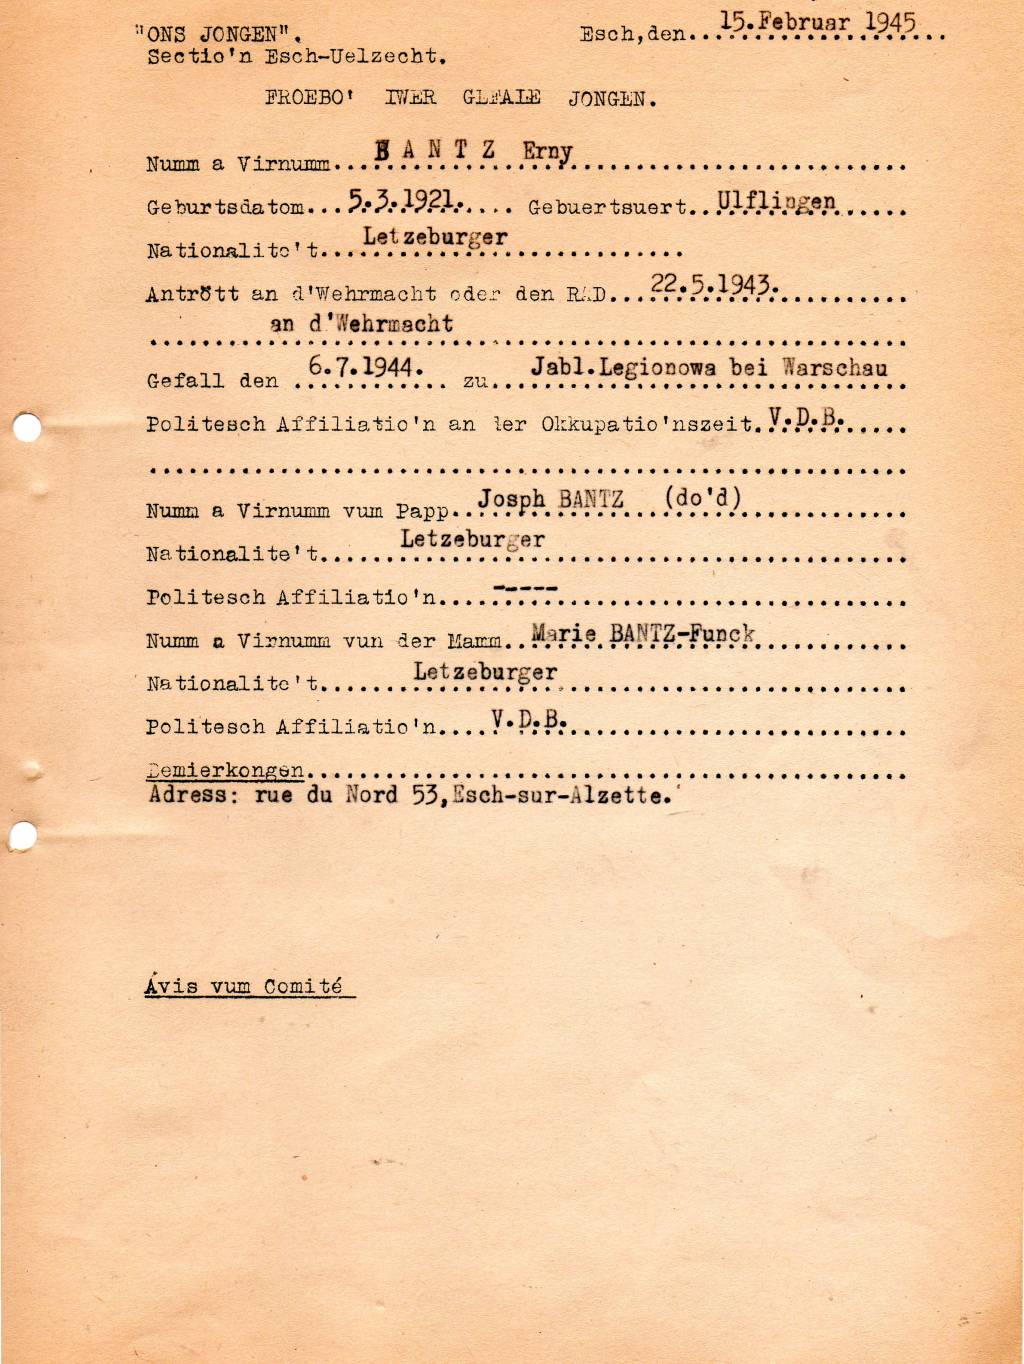 "ONS JONGEN". Esch,den..15.Februar 1945
Sectio'n Esch-Uelzecht.
FROEBO' IWER GEFALE JONGEN.
Numm a Virnumm...BANTZ Erny
Geburtsdatom...5.3.1921..... Gebuertsuert..Ulflingen.....
Nationalite't...Letzeburger
Antrött an d'Wehrmacht oder den RAD...22.5.1943.
an d'Wehrmacht
Gefall den 6.7.1944. zu..Jabl.Legionowa bei Warschau
Politesch Affiliatio'n an der Okkupatio'nszeit.V.D.B.
Numm a Virnumm vum Papp..Josph BANTZ (do'd)
Nationalite't...Letzeburger
Politesch Affiliatio'n....-----
Numm a Virnumm vun der Mamm..Marie BANTZ-Funck
Nationalite't...Letzeburger
Politesch Affiliatio'n....V.D.B.
Bemierkongen
Adress: rue du Nord 53,Esch-sur-Alzette.
Avis vum Comité